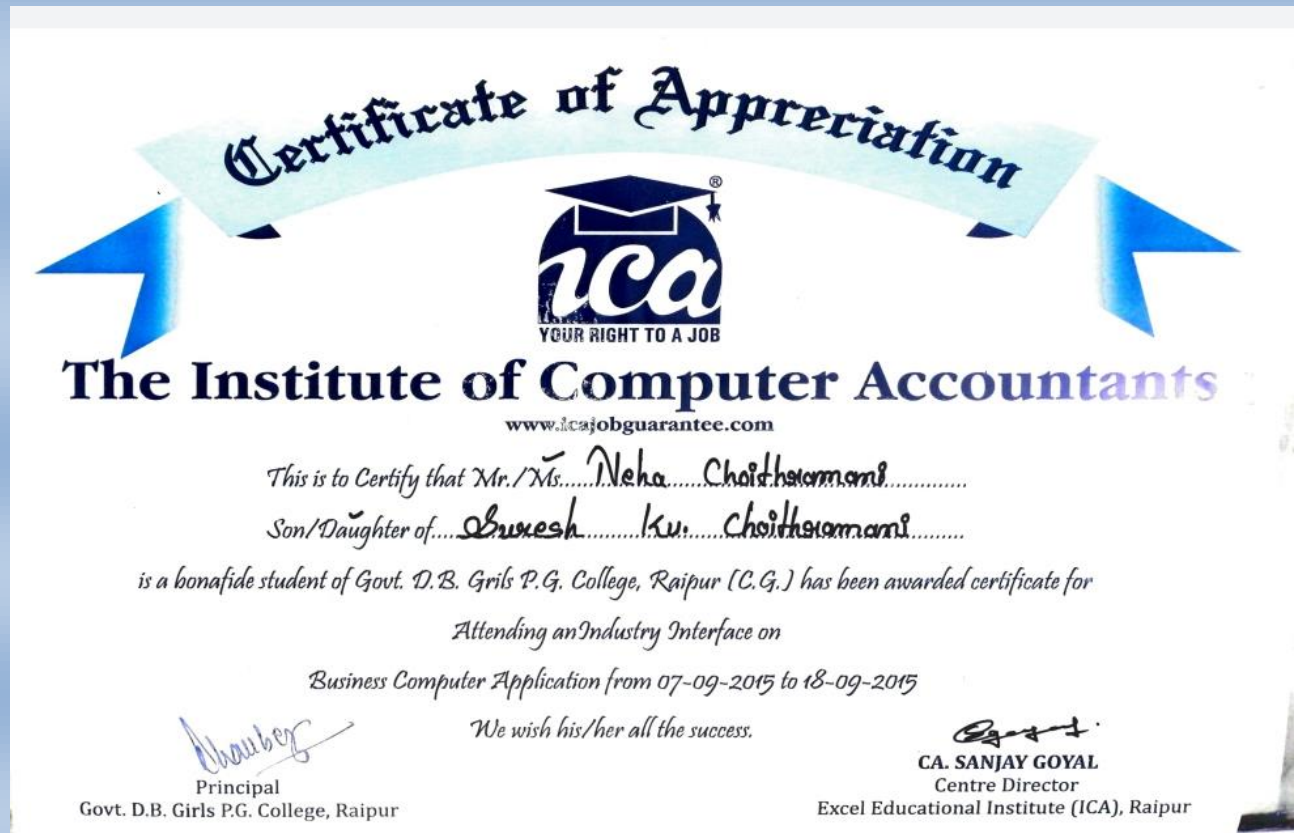 Certificate of Appreciation
®
ica
YOUR RIGHT TO A JOB
The Institute of Computer Accountants
www.icajobguarantee.com
This is to Certify that Mr./Ms..... Neha Choithramani
Son/Daughter of..... Suresh Ku. Choithramani
is a bonafide student of Govt. D.B. Grils P.G. College, Raipur (C.G.) has been awarded certificate for
Attending an Industry Interface on
Business Computer Application from 07-09-2015 to 18-09-2015
We wish his/her all the success.
Principal
Govt. D.B. Girls P.G. College, Raipur
CA. SANJAY GOYAL
Centre Director
Excel Educational Institute (ICA), Raipur